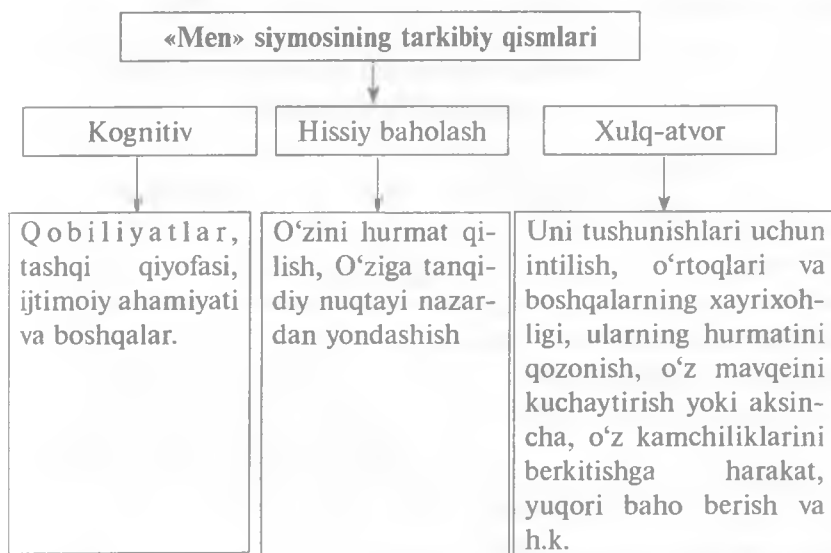 «Men» siymosining tarkibiy qismlari
Kognitiv
Hissiy baholash
Xulq-atvor
Qobiliyatlar,
tashqi qiyofasi,
ijtimoiy ahamiyati
va boshqalar.
O‘zini hurmat qi-
lish, O‘ziga tanqi-
diy nuqtayi nazar-
dan yondashish
Uni tushunishlari uchun
intilish, o‘rtoqlari va
boshqalarning xayrixoh-
ligi, ularning hurmatini
qozonish, o‘z mavqeini
kuchaytirish yoki aksin-
cha, o‘z kamchiliklarini
berkitishga harakat,
yuqori baho berish va
h.k.